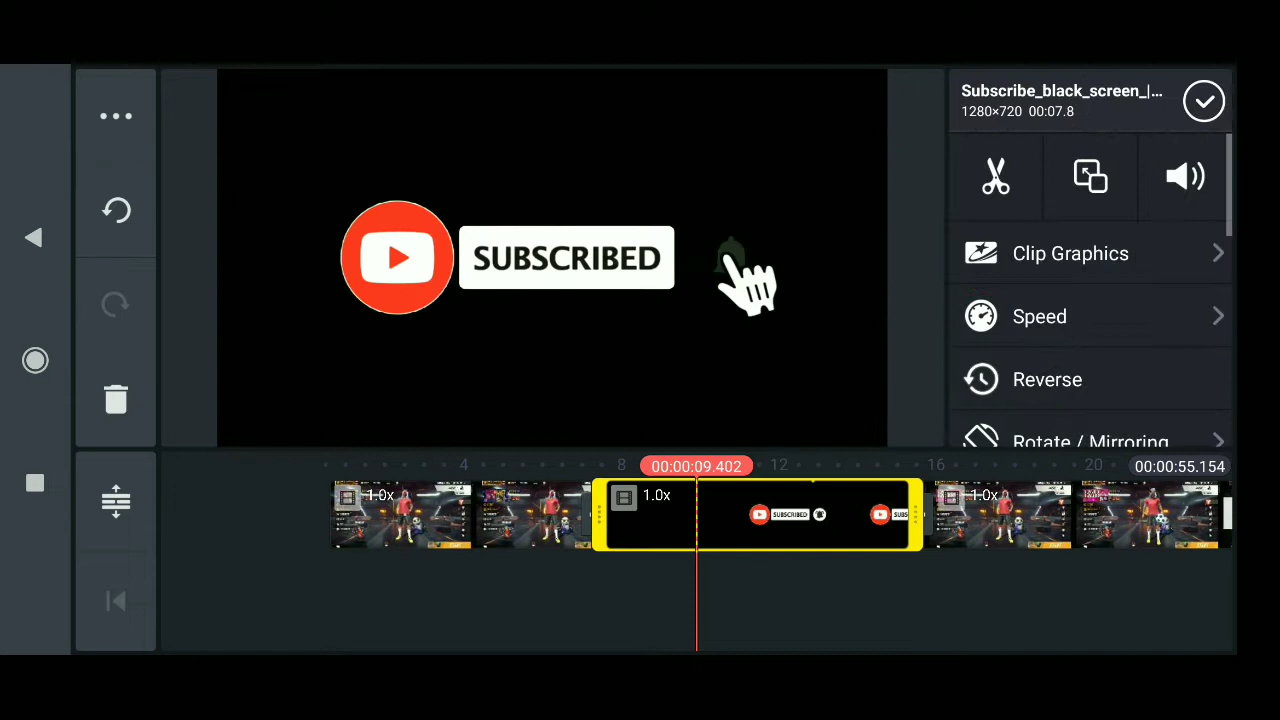 Subscribe_black_screen_|...
1280×720 00:07.8
SUBSCRIBED
Clip Graphics
Speed
Reverse
Rotate / Mirroring
4
8
00:00:09.402
12
16
20
00:00:55.154
1.0x
1.0x
1.0x
SUBSCRIBED
SUBS